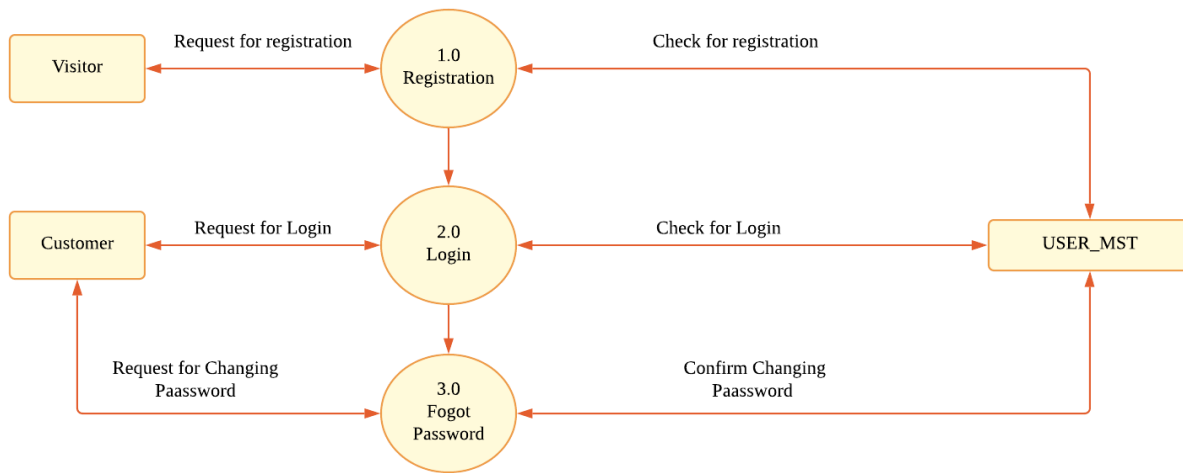 Request for registration
Check for registration
Visitor
1.0
Registration
Request for Login
Check for Login
Customer
2.0
Login
USER_MST
Request for Changing
Paassword
Confirm Changing
Paassword
3.0
Fogot
Password